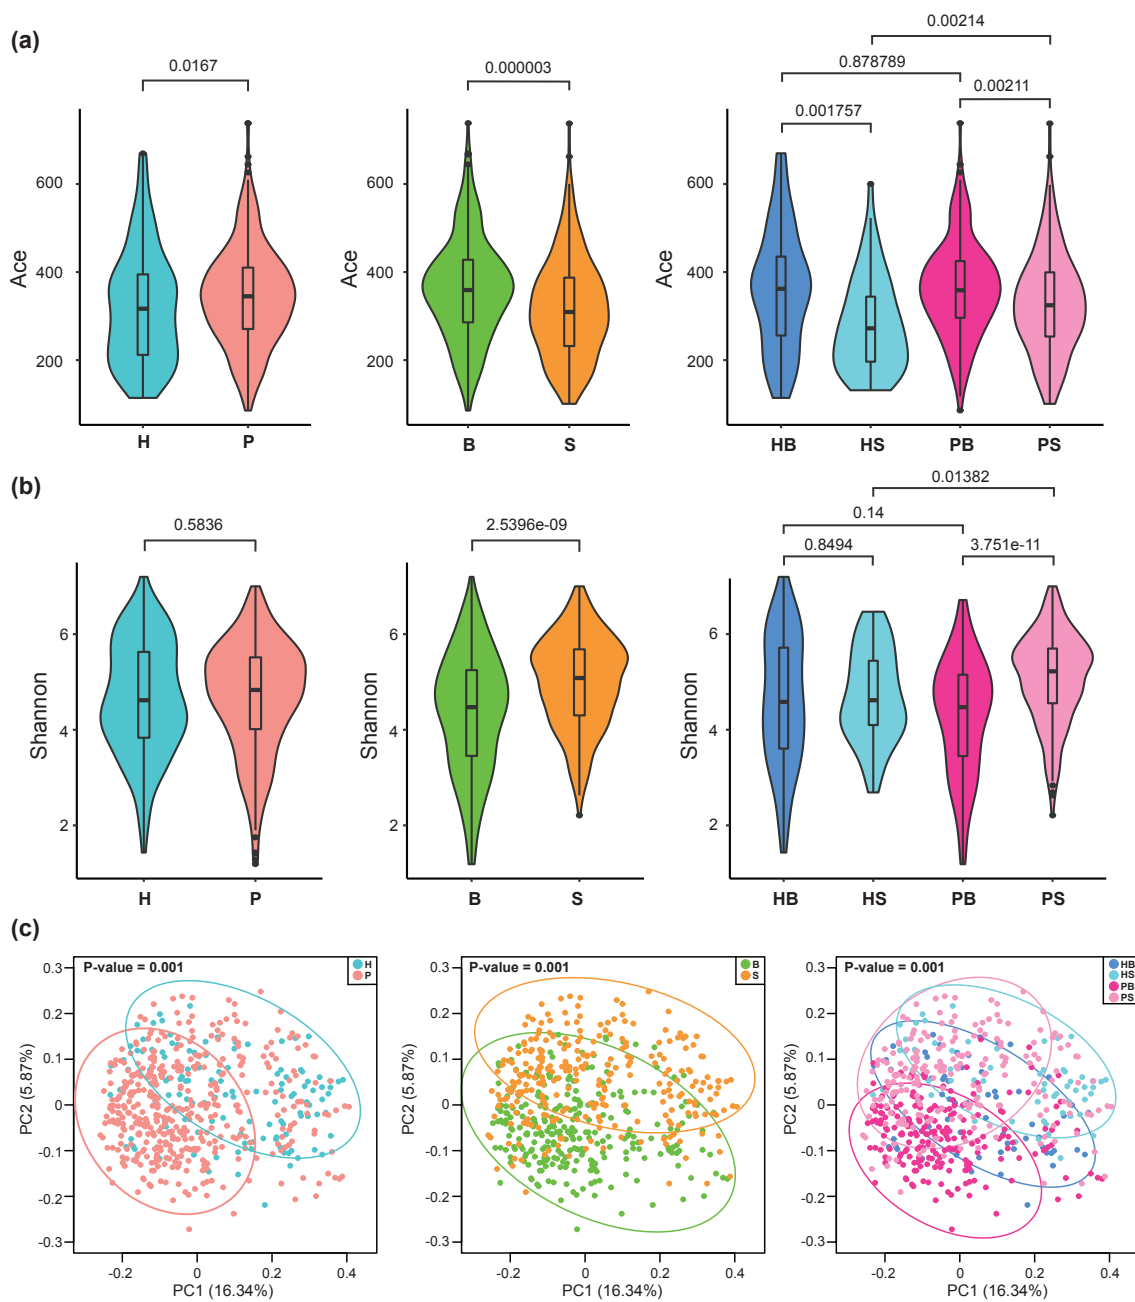 (a)
0.0167
0.000003
0.00214
0.878789
0.00211
0.001757
Ace
600
400
200
H
P
Ace
600
400
200
B
S
Ace
600
400
200
HB
HS
PB
PS
(b)
0.5836
2.5396e-09
0.01382
0.14
0.8494
3.751e-11
Shannon
6
4
2
H
P
Shannon
6
4
2
B
S
Shannon
6
4
2
HB
HS
PB
PS
(c)
P-value = 0.001
H
P
PC2 (5.87%)
0.3
0.2
0.1
0
-0.1
-0.2
-0.3
-0.2
0
0.2
0.4
PC1 (16.34%)
P-value = 0.001
B
S
PC2 (5.87%)
0.3
0.2
0.1
0
-0.1
-0.2
-0.3
-0.2
0
0.2
0.4
PC1 (16.34%)
P-value = 0.001
HB
HS
PB
PS
PC2 (5.87%)
0.3
0.2
0.1
0
-0.1
-0.2
-0.3
-0.2
0
0.2
0.4
PC1 (16.34%)